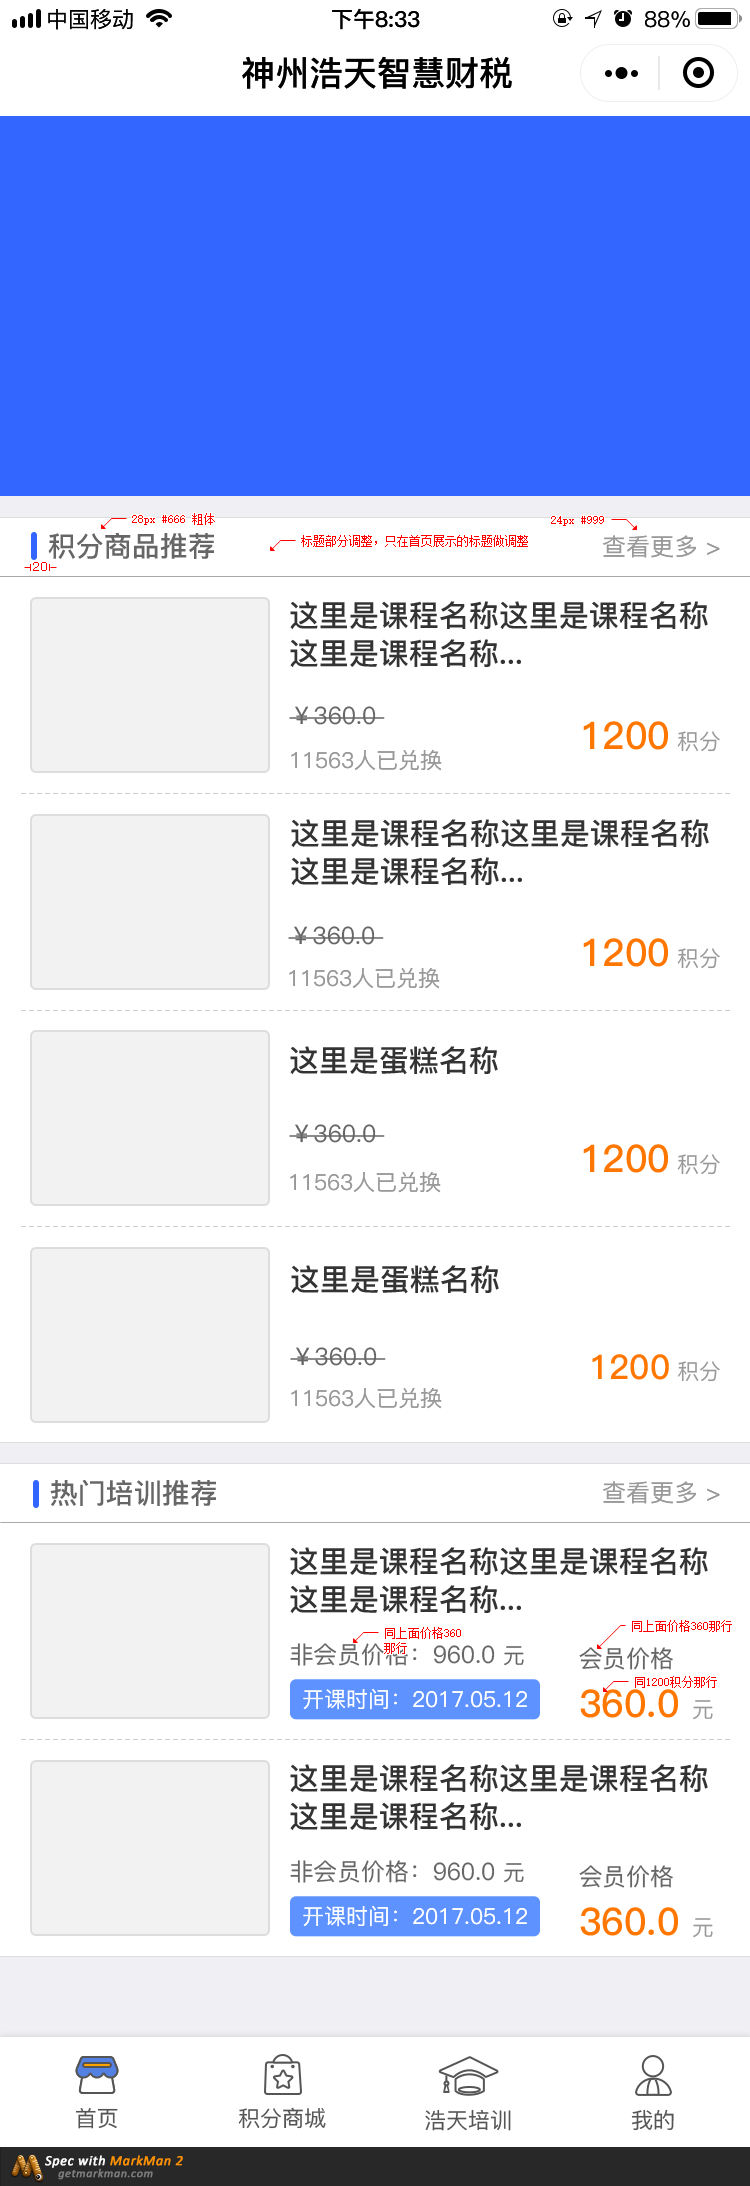 中国移动 下午8:33 88%
神州浩天智慧财税
28px #666 粗体
24px #999
标题部分调整，只在首页展示的标题做调整
积分商品推荐 查看更多 >
20
这里是课程名称这里是课程名称
这里是课程名称...
￥360.0
1200 积分
11563人已兑换
这里是课程名称这里是课程名称
这里是课程名称...
￥360.0
1200 积分
11563人已兑换
这里是蛋糕名称
￥360.0
1200 积分
11563人已兑换
这里是蛋糕名称
￥360.0
1200 积分
11563人已兑换
热门培训推荐 查看更多 >
这里是课程名称这里是课程名称
这里是课程名称...
同上面价格360
那行
同上面价格360那行
非会员价格：960.0 元 会员价格
同1200积分那行
开课时间：2017.05.12 360.0 元
这里是课程名称这里是课程名称
这里是课程名称...
非会员价格：960.0 元 会员价格
开课时间：2017.05.12 360.0 元
首页 积分商城 浩天培训 我的
Spec with MarkMan 2
getmarkman.com